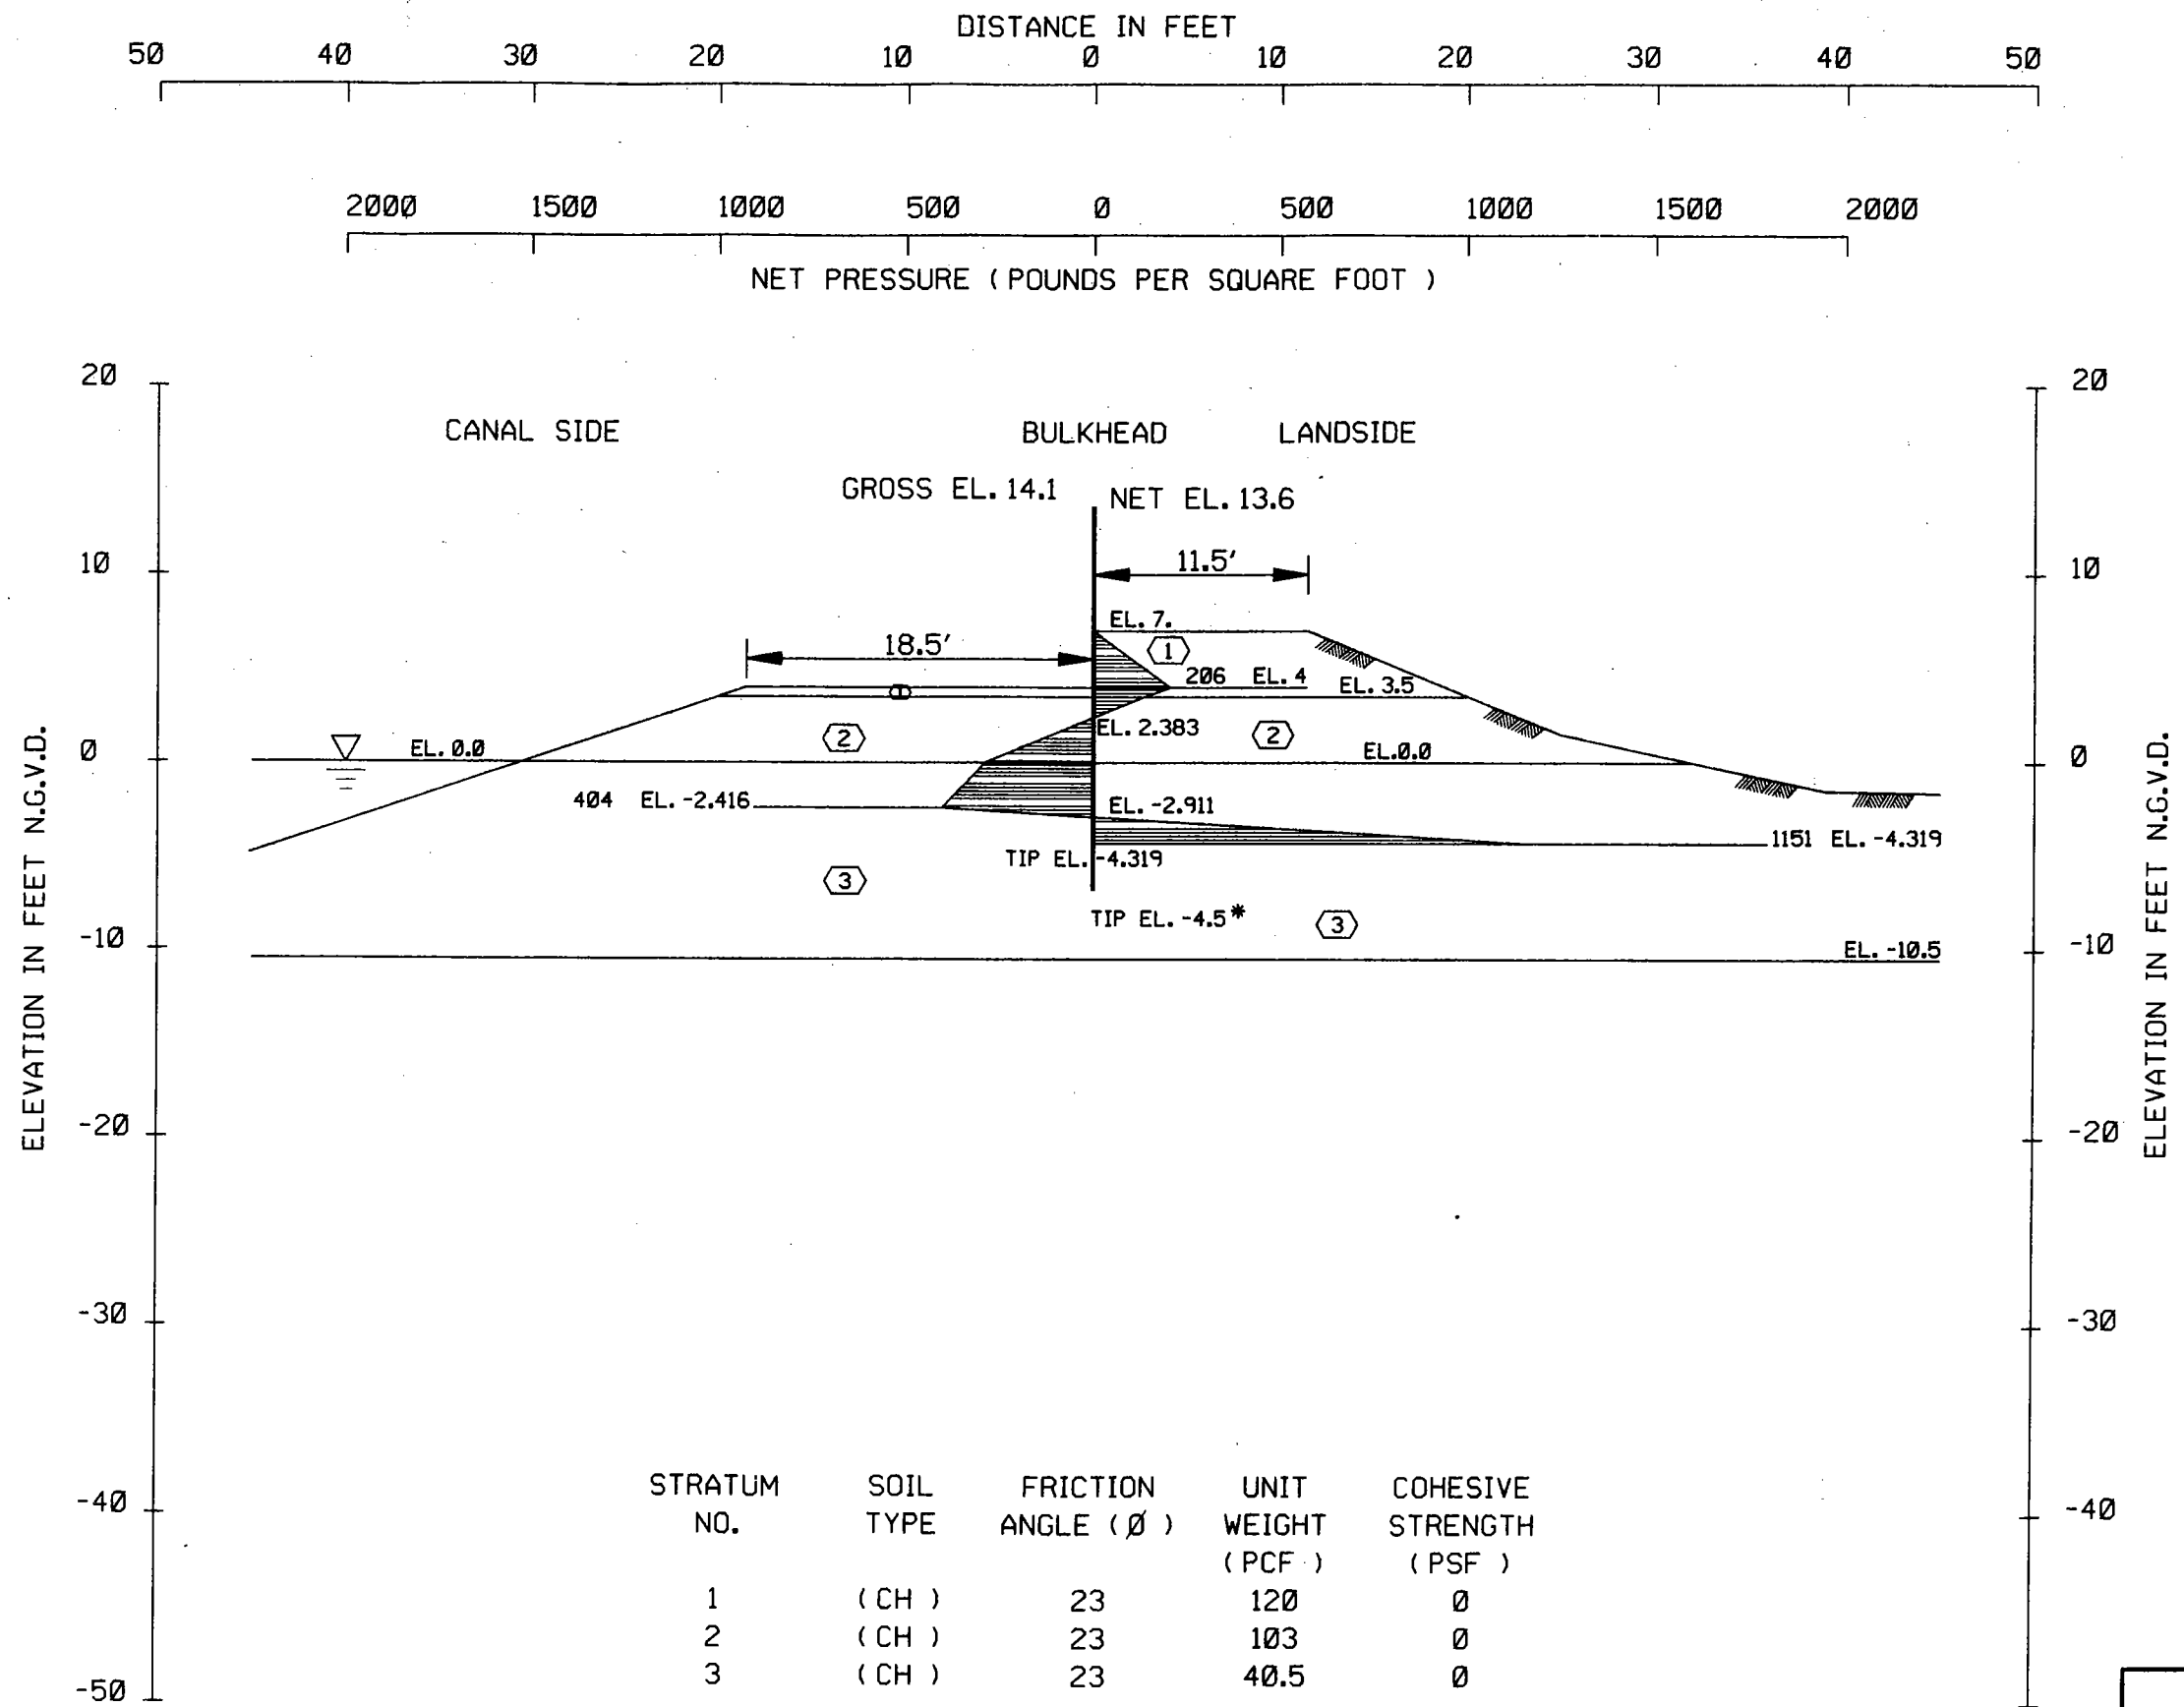 DISTANCE IN FEET
50 40 30 20 10 0 10 20 30 40 50
2000 1500 1000 500 0 500 1000 1500 2000
NET PRESSURE ( POUNDS PER SQUARE FOOT )
20 20
CANAL SIDE BULKHEAD LANDSIDE
GROSS EL. 14.1 NET EL. 13.6
10 11.5' 10
EL. 7.
18.5' 1
206 EL. 4
1 EL. 3.5
EL. 2.383
2 2
0 EL. 0.0 EL.0.0 0
404 EL. -2.416 EL. -2.911
1151 EL. -4.319
TIP EL. -4.319
3
TIP EL. -4.5* 3
-10 EL. -10.5 -10
ELEVATION IN FEET N.G.V.D.
ELEVATION IN FEET N.G.V.D.
-20 -20
-30 -30
-40 -40
-50
STRATUM SOIL FRICTION UNIT COHESIVE
NO. TYPE ANGLE ( Ø ) WEIGHT STRENGTH
( PCF ) ( PSF )
1 ( CH ) 23 120 0
2 ( CH ) 23 103 0
3 ( CH ) 23 40.5 0